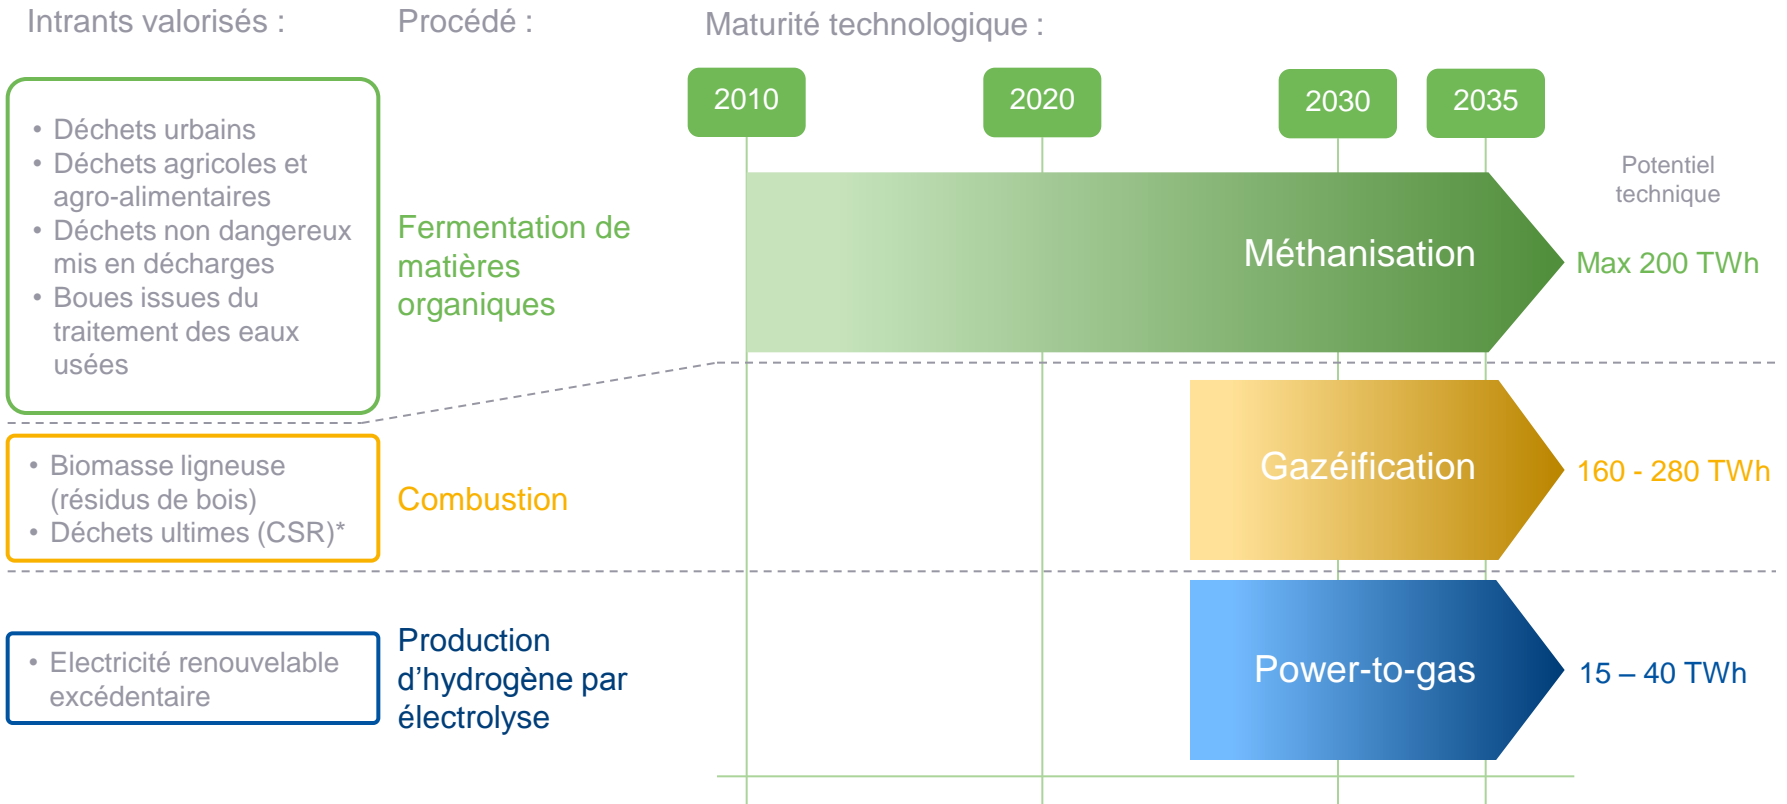 Intrants valorisés :
Procédé :
Maturité technologique :
2010
2020
2030
2035
• Déchets urbains
• Déchets agricoles et
agro-alimentaires
• Déchets non dangereux
mis en décharges
• Boues issues du
traitement des eaux
usées
Fermentation de
matières
organiques
Méthanisation
Potentiel
technique
Max 200 TWh
• Biomasse ligneuse
(résidus de bois)
• Déchets ultimes (CSR)*
Combustion
Gazéification
160 - 280 TWh
• Electricité renouvelable
excédentaire
Production
d’hydrogène par
électrolyse
Power-to-gas
15 – 40 TWh